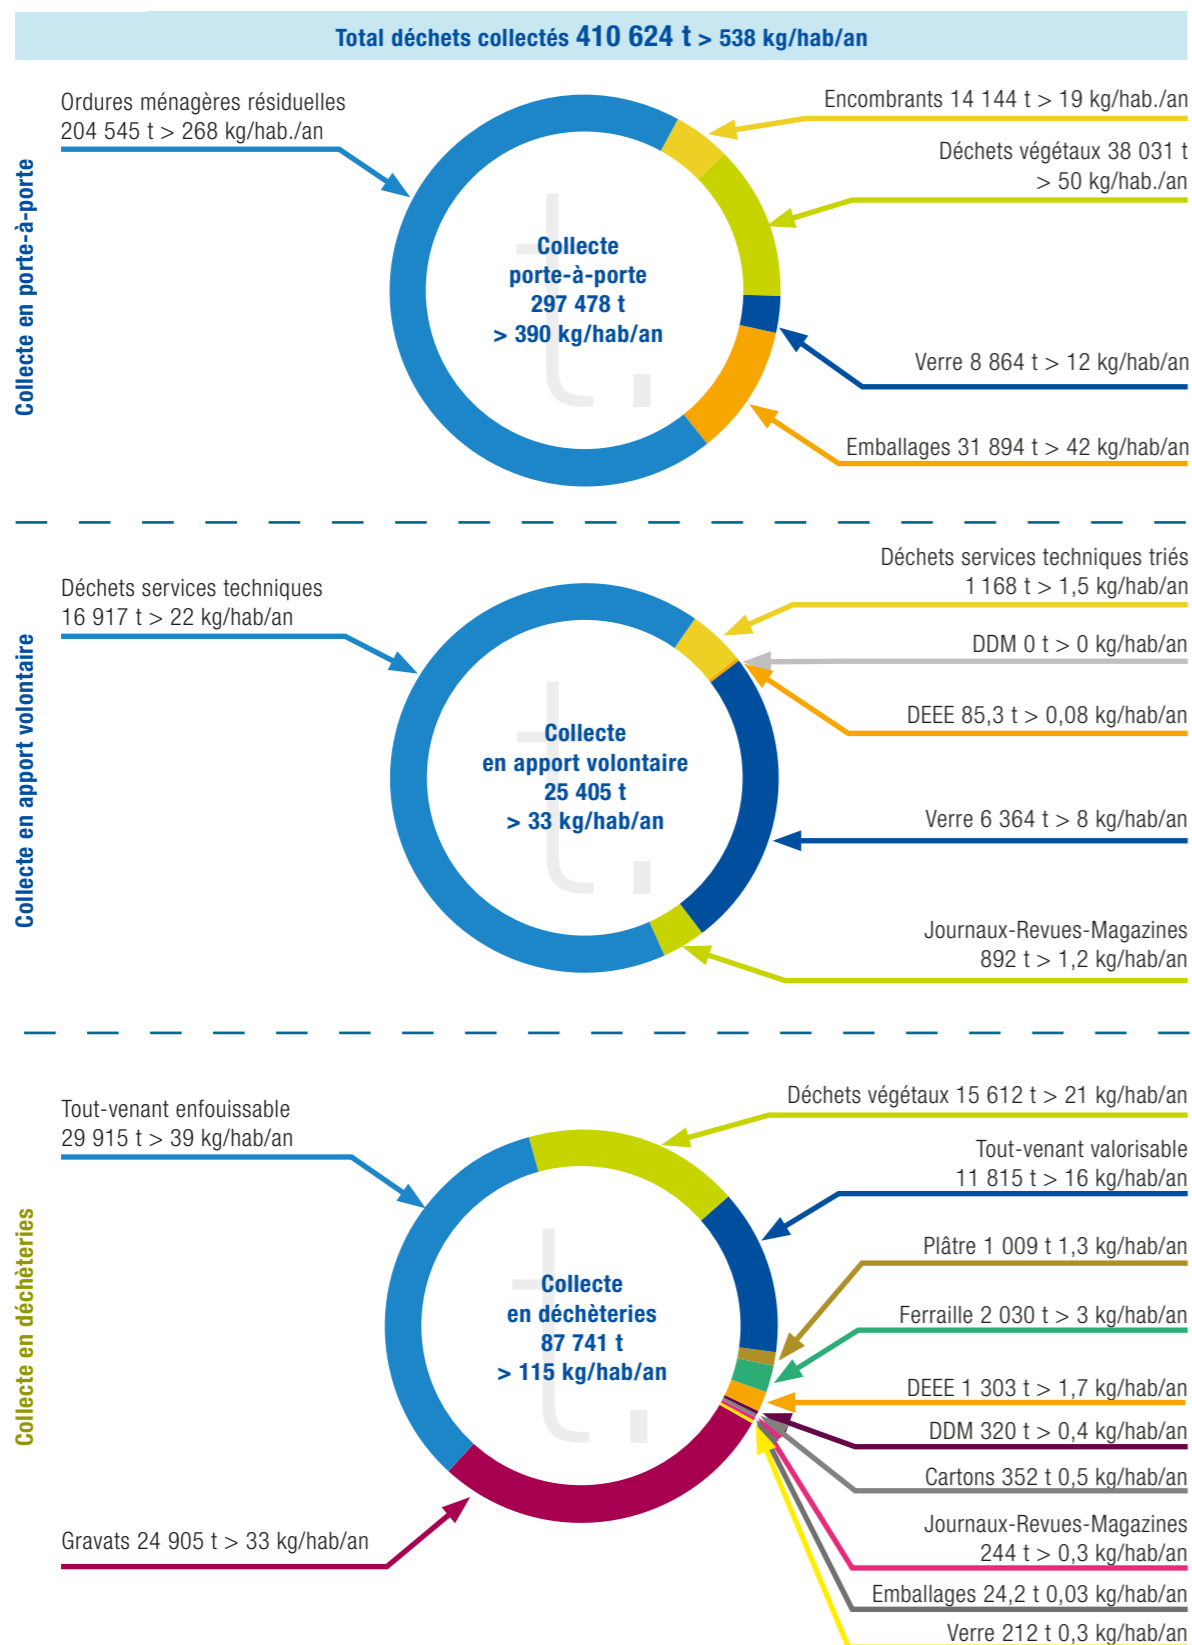 Total déchets collectés 410 624 t > 538 kg/hab/an
Collecte en porte-à-porte
Ordures ménagères résiduelles
204 545 t > 268 kg/hab./an
Encombrants 14 144 t > 19 kg/hab./an
Déchets végétaux 38 031 t
> 50 kg/hab./an
Collecte
porte-à-porte
297 478 t
> 390 kg/hab/an
Verre 8 864 t > 12 kg/hab/an
Emballages 31 894 t > 42 kg/hab/an
Collecte en apport volontaire
Déchets services techniques
16 917 t > 22 kg/hab/an
Déchets services techniques triés
1 168 t > 1,5 kg/hab/an
DDM 0 t > 0 kg/hab/an
DEEE 85,3 t > 0,08 kg/hab/an
Collecte
en apport volontaire
25 405 t
> 33 kg/hab/an
Verre 6 364 t > 8 kg/hab/an
Journaux-Revues-Magazines
892 t > 1,2 kg/hab/an
Collecte en déchèteries
Tout-venant enfouissable
29 915 t > 39 kg/hab/an
Déchets végétaux 15 612 t > 21 kg/hab/an
Tout-venant valorisable
11 815 t > 16 kg/hab/an
Plâtre 1 009 t 1,3 kg/hab/an
Collecte
en déchèteries
87 741 t
> 115 kg/hab/an
Ferraille 2 030 t > 3 kg/hab/an
DEEE 1 303 t > 1,7 kg/hab/an
DDM 320 t > 0,4 kg/hab/an
Cartons 352 t 0,5 kg/hab/an
Journaux-Revues-Magazines
244 t > 0,3 kg/hab/an
Gravats 24 905 t > 33 kg/hab/an
Emballages 24,2 t 0,03 kg/hab/an
Verre 212 t 0,3 kg/hab/an